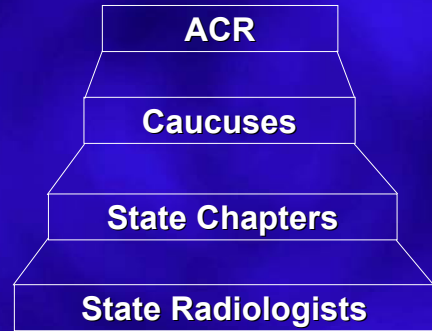 ACR
Caucuses
State Chapters
State Radiologists